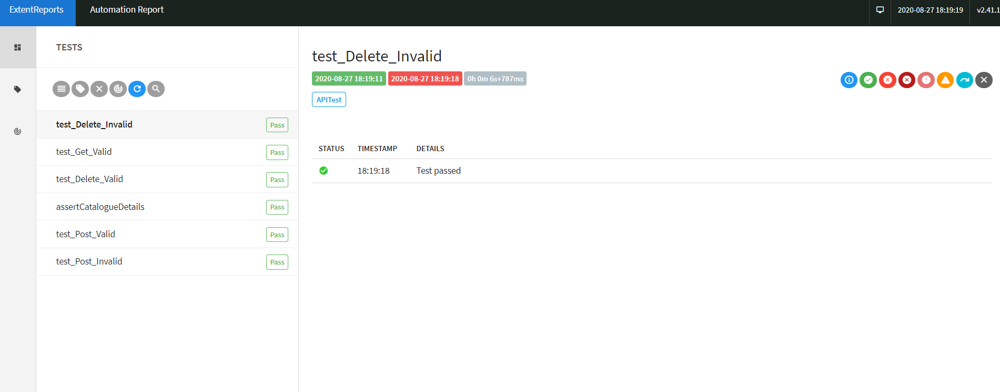 ExtentReports
Automation Report
2020-08-27 18:19:19
v2.41.1
TESTS
test_Delete_Invalid Pass
test_Get_Valid Pass
test_Delete_Valid Pass
assertCatalogueDetails Pass
test_Post_Valid Pass
test_Post_Invalid Pass
test_Delete_Invalid
2020-08-27 18:19:11 2020-08-27 18:19:18 0h 0m 6s+787ms
APITest
STATUS TIMESTAMP DETAILS
18:19:18 Test passed